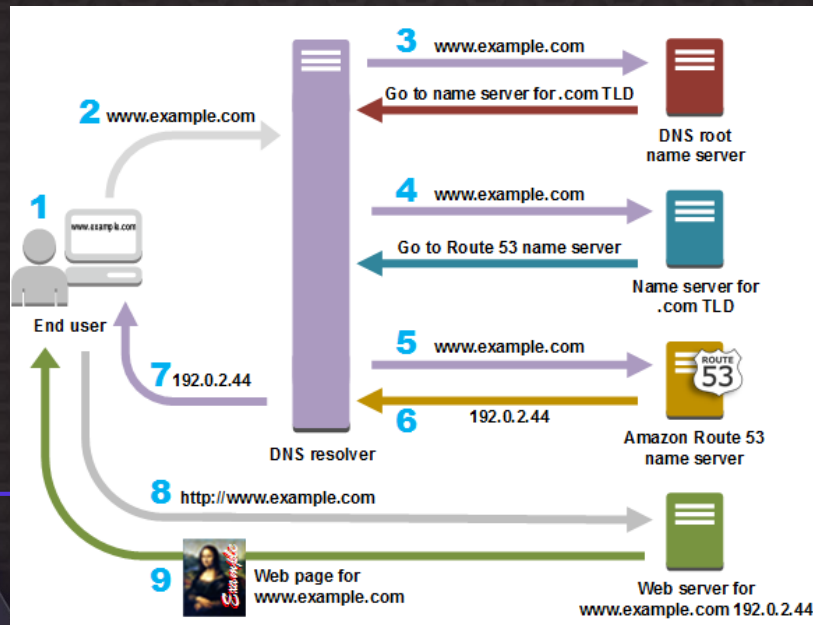 3 www.example.com
Go to name server for .com TLD
DNS root
name server
2 www.example.com
4 www.example.com
Go to Route 53 name server
Name server for
.com TLD
1
www.example.com
End user
5 www.example.com
ROUTE
53
7 192.0.2.44
6 192.0.2.44
Amazon Route 53
name server
DNS resolver
8 http://www.example.com
9
Example
Web page for
www.example.com
Web server for
www.example.com 192.0.2.44